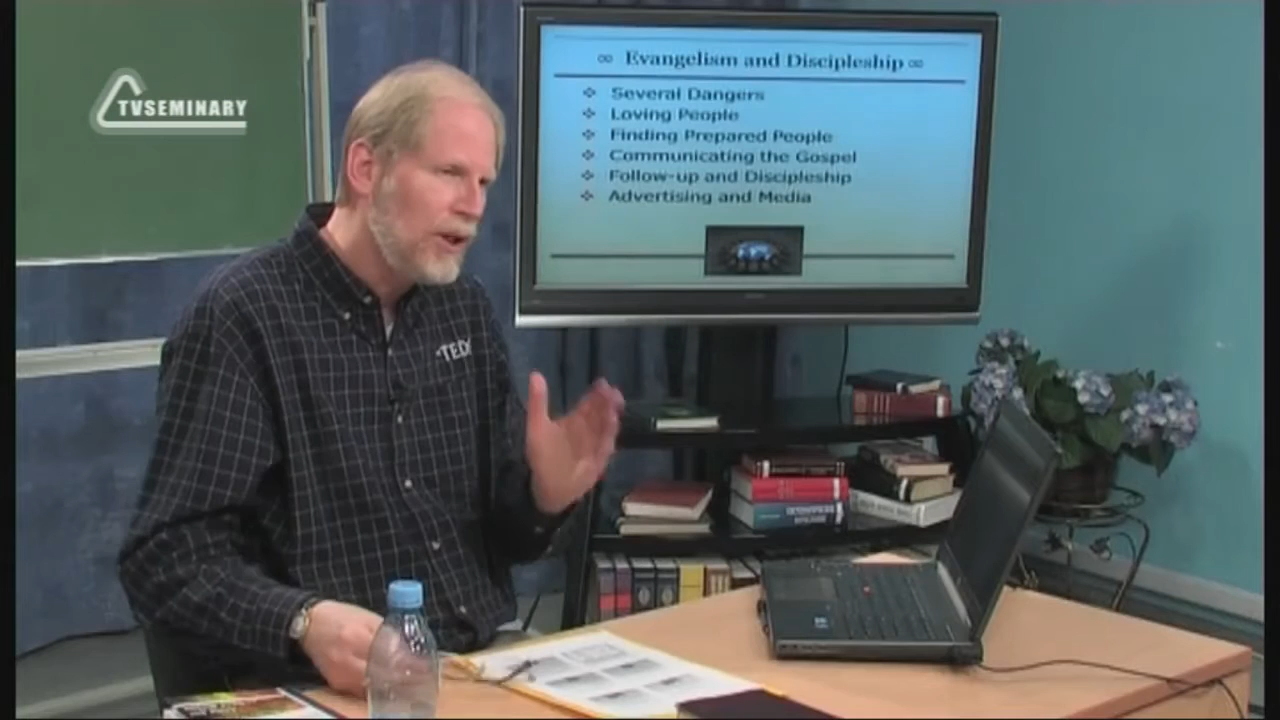 TVSEMINARY
Evangelism and Discipleship
Several Dangers
Loving People
Finding Prepared People
Communicating the Gospel
Follow-up and Discipleship
Advertising and Media